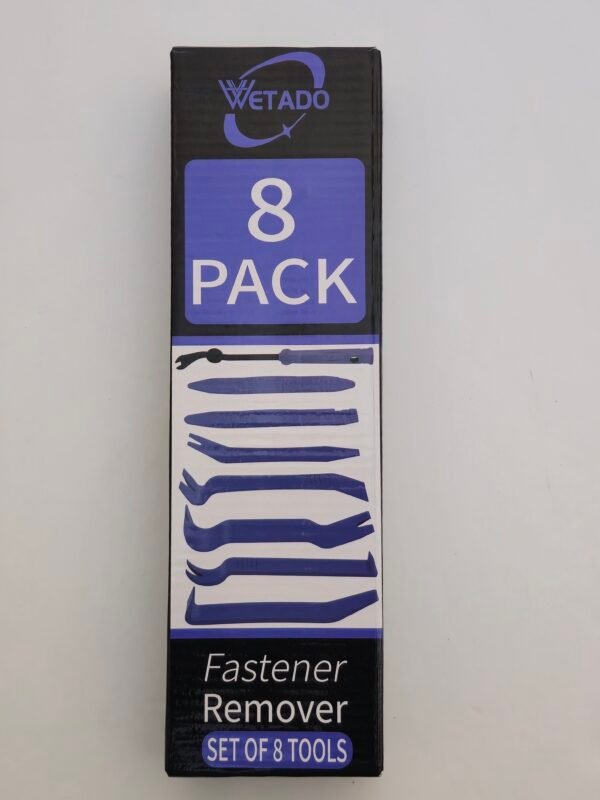 WETADO
8
PACK
Fastener
Remover
SET OF 8 TOOLS